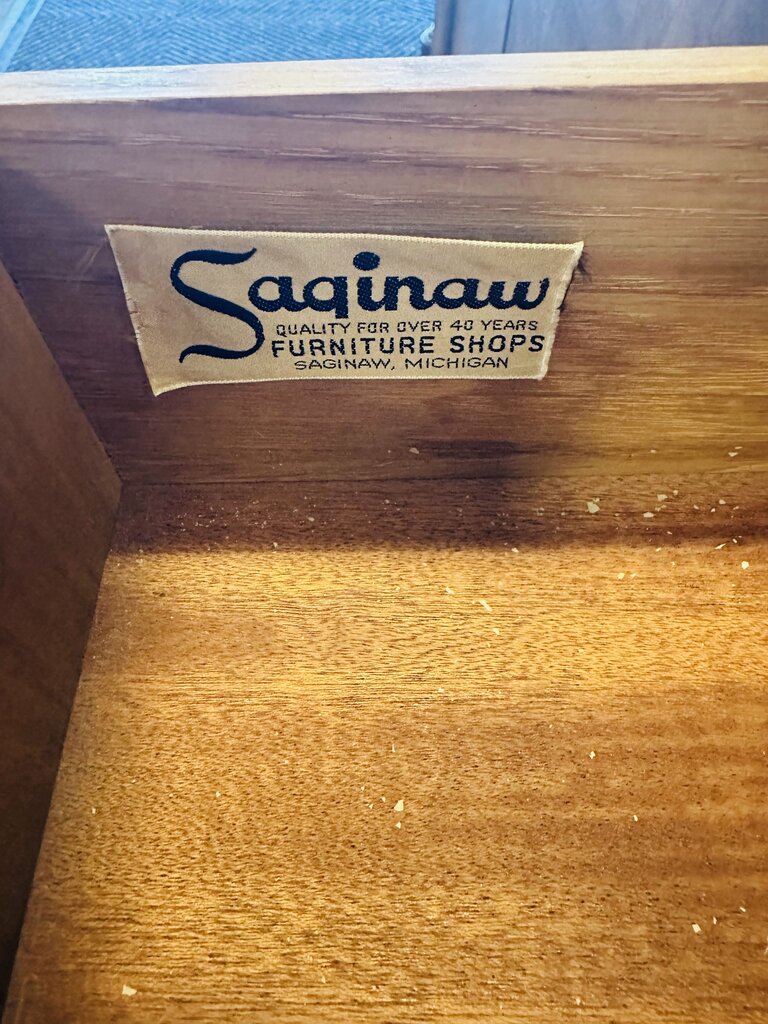 Saginaw
QUALITY FOR OVER 40 YEARS
FURNITURE SHOPS
SAGINAW, MICHIGAN